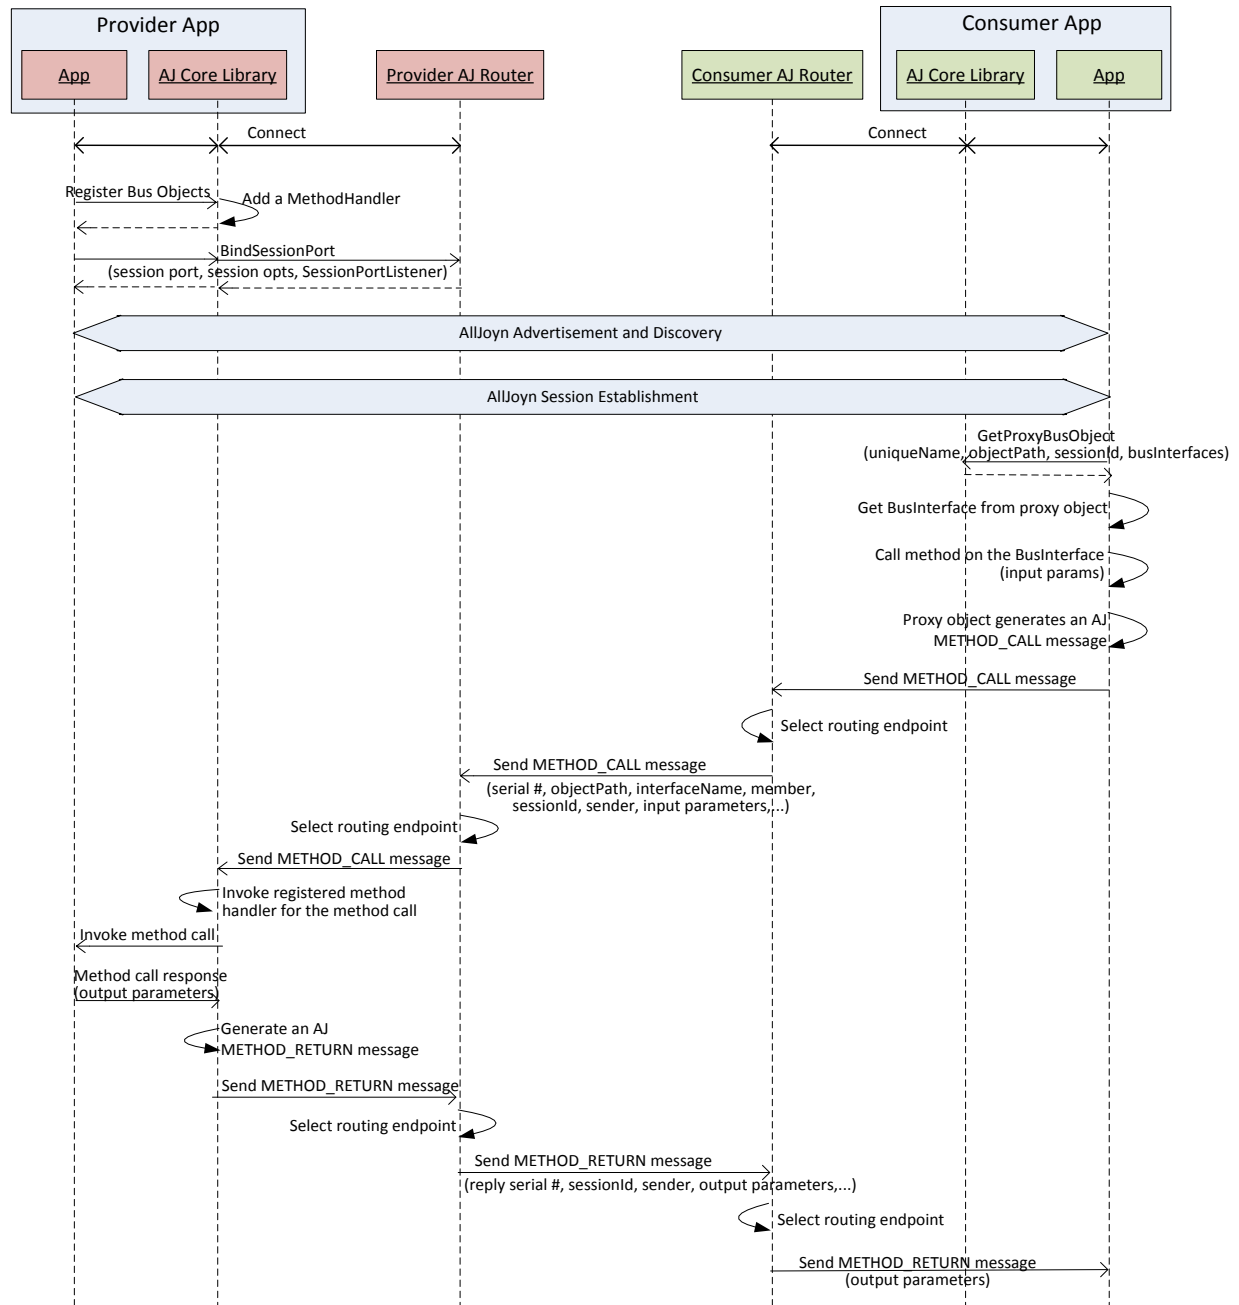 Provider App
Consumer App
App
AJ Core Library
Provider AJ Router
Consumer AJ Router
AJ Core Library
App
Connect
Connect
Register Bus Objects
Add a MethodHandler
BindSessionPort
(session port, session opts, SessionPortListener)
AllJoyn Advertisement and Discovery
AllJoyn Session Establishment
GetProxyBusObject
(uniqueName, objectPath, sessionId, busInterfaces)
Get BusInterface from proxy object
Call method on the BusInterface
(input params)
Proxy object generates an AJ
METHOD_CALL message
Send METHOD_CALL message
Select routing endpoint
Send METHOD_CALL message
(serial #, objectPath, interfaceName, member,
sessionId, sender, input parameters,...)
Select routing endpoint
Send METHOD_CALL message
Invoke registered method
handler for the method call
Invoke method call
Method call response
(output parameters)
Generate an AJ
METHOD_RETURN message
Send METHOD_RETURN message
Select routing endpoint
Send METHOD_RETURN message
(reply serial #, sessionId, sender, output parameters,...)
Select routing endpoint
Send METHOD_RETURN message
(output parameters)